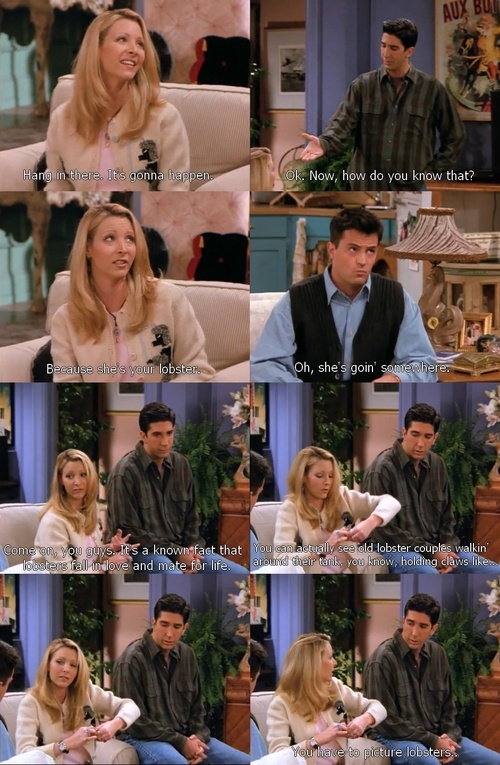 AUX BU
Hang in there. It's gonna happen.
Ok. Now, how do you know that?
Because she's your lobster.
Oh, she's goin' somewhere.
Come on, you guys. It's a known fact that
lobsters fall in love and mate for life.
You can actually see old lobster couples walkin'
around their tank, you know, holding claws like..
You have to picture lobsters..